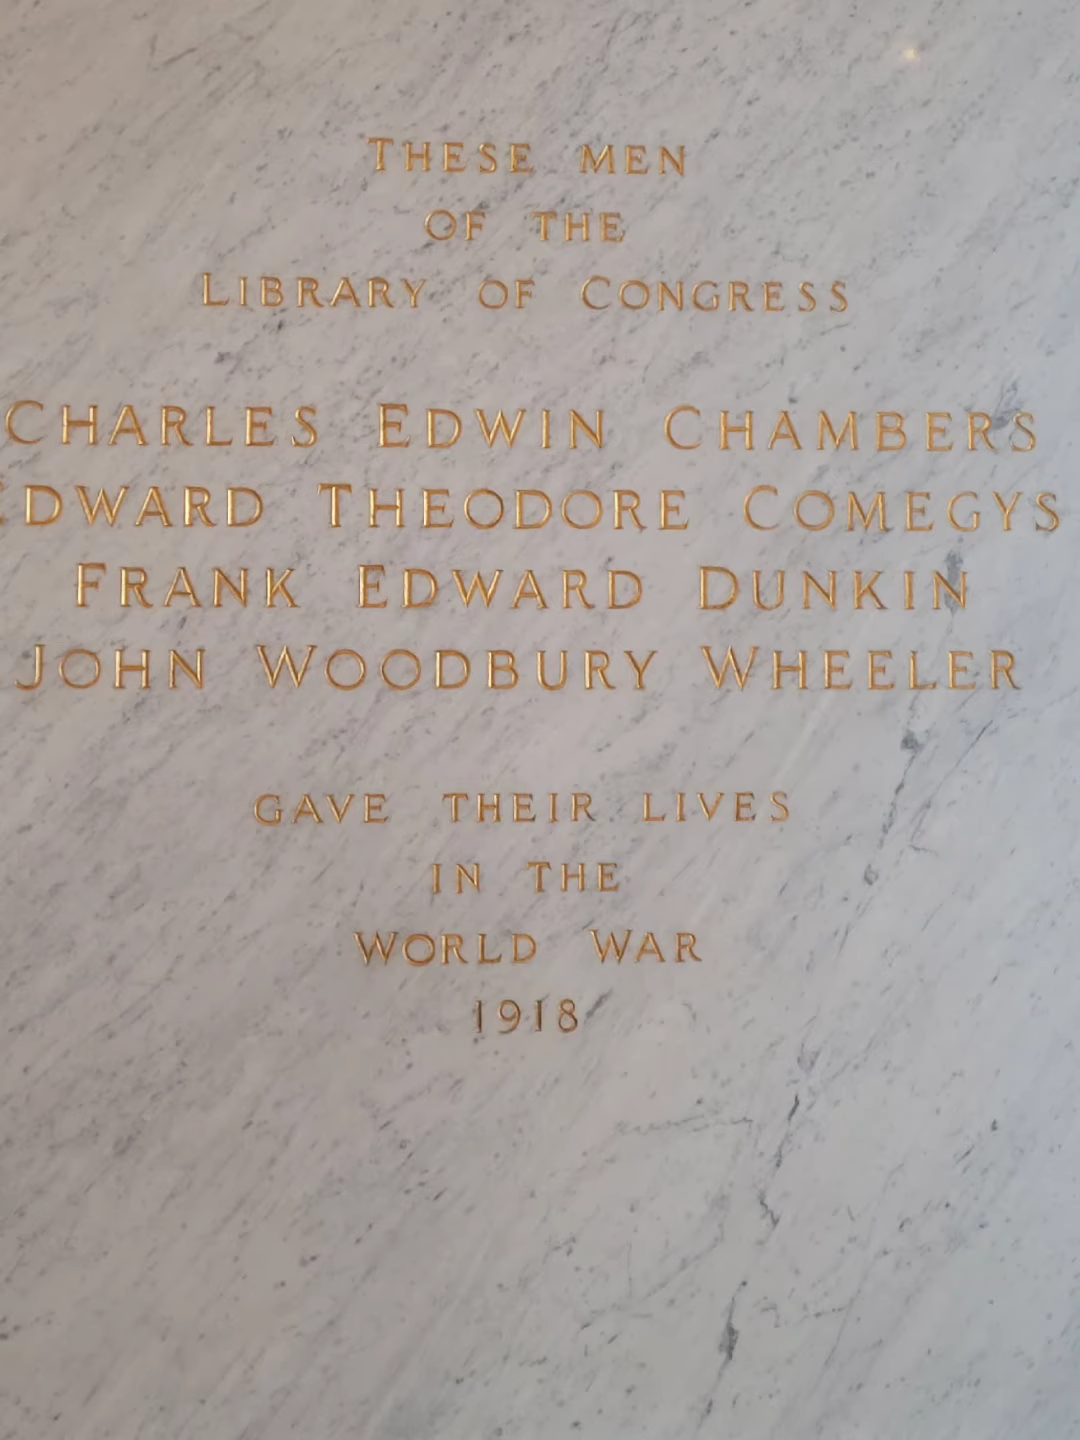 THESE MEN
OF THE
LIBRARY OF CONGRESS
CHARLES EDWIN CHAMBERS
EDWARD THEODORE COMEGYS
FRANK EDWARD DUNKIN
JOHN WOODBURY WHEELER
GAVE THEIR LIVES
IN THE
WORLD WAR
1918